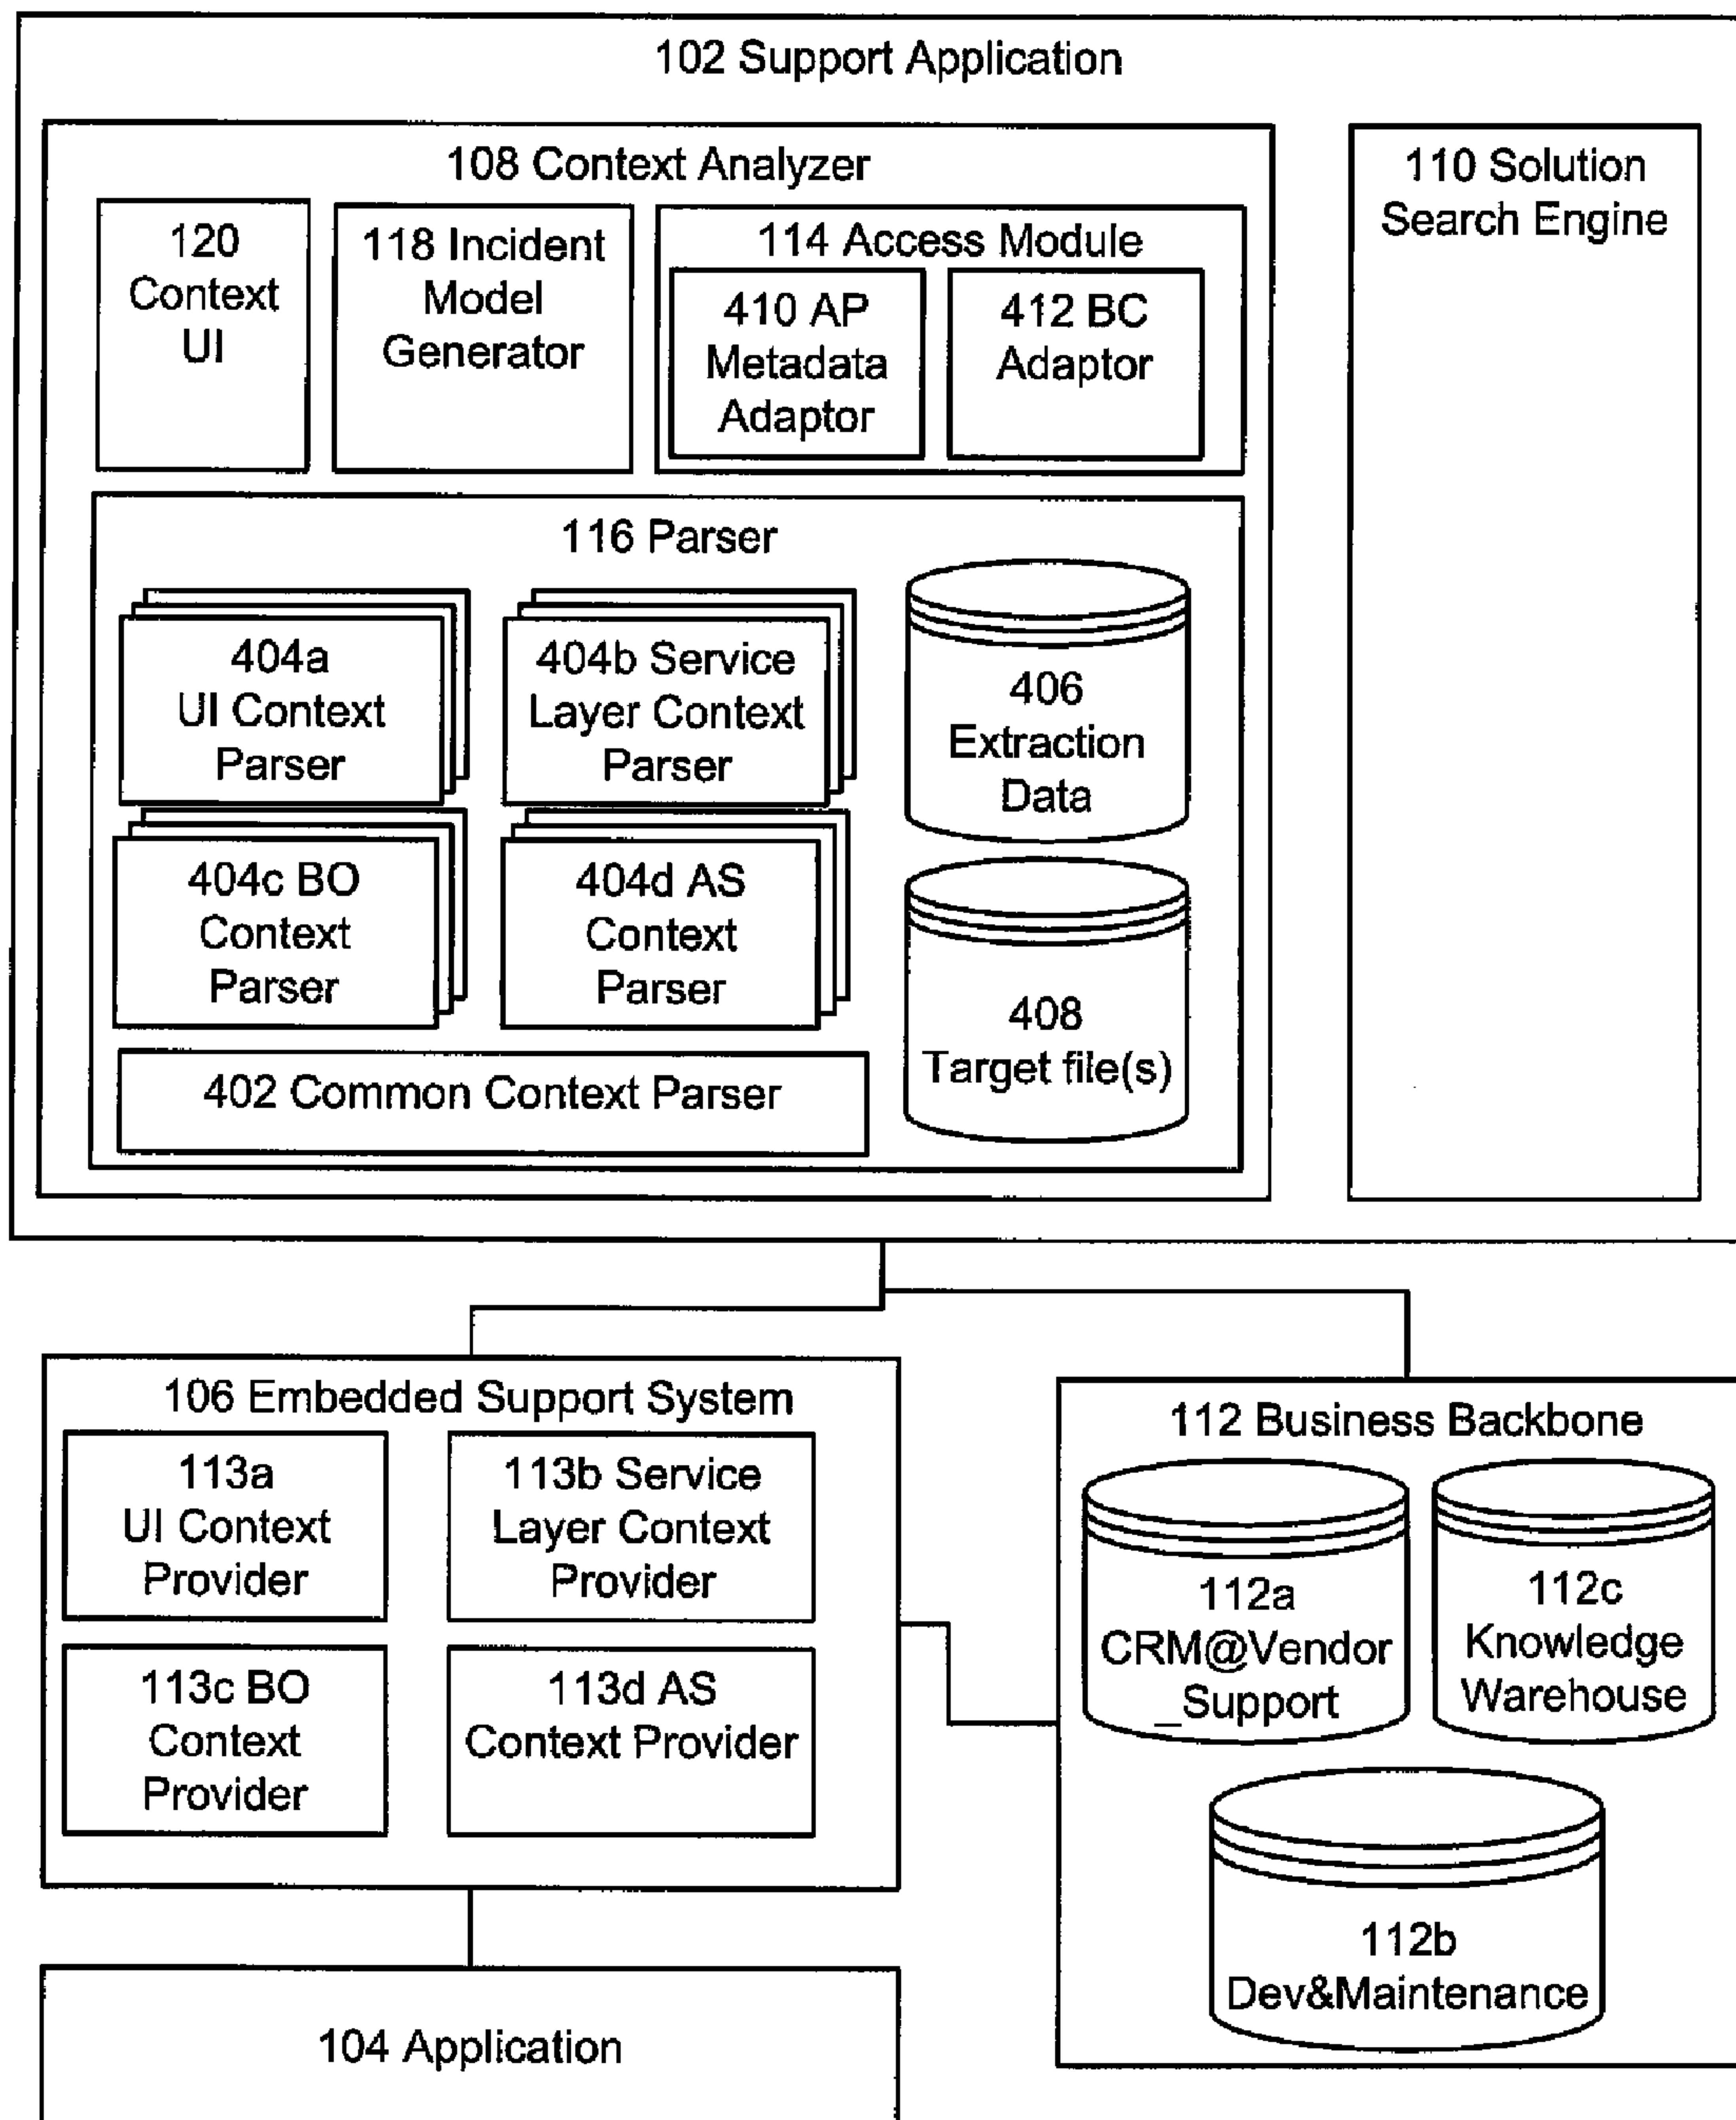 102 Support Application
108 Context Analyzer
120
Context
UI
118 Incident
Model
Generator
114 Access Module
410 AP
Metadata
Adaptor
412 BC
Adaptor
110 Solution
Search Engine
116 Parser
404a
UI Context
Parser
404b Service
Layer Context
Parser
406
Extraction
Data
404c BO
Context
Parser
404d AS
Context
Parser
408
Target file(s)
402 Common Context Parser
106 Embedded Support System
113a
UI Context
Provider
113b Service
Layer Context
Provider
113c BO
Context
Provider
113d AS
Context Provider
112 Business Backbone
112a
CRM@Vendor
_Support
112c
Knowledge
Warehouse
112b
Dev&Maintenance
104 Application